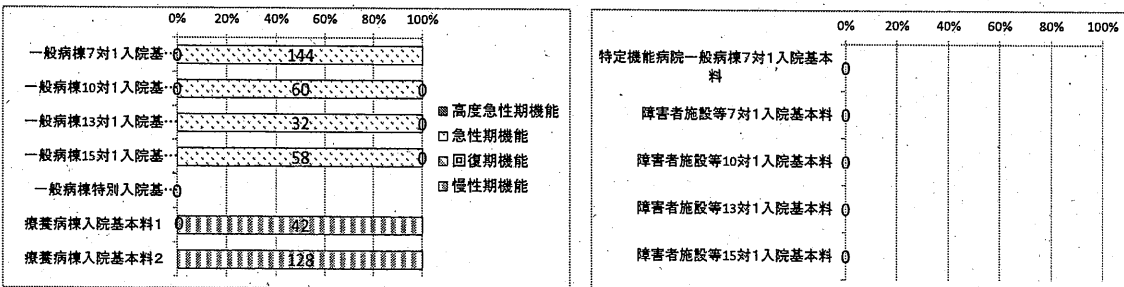 0% 20% 40% 60% 80% 100%
一般病棟7対1入院基… 0 144
一般病棟10対1入院基… 0 60 0
一般病棟13対1入院基… 0 32 0
一般病棟15対1入院基… 0 58 0
一般病棟特別入院基… 0
療養病棟入院基本料1 0 42
療養病棟入院基本料2 128
高度急性期機能
急性期機能
回復期機能
慢性期機能
0% 20% 40% 60% 80% 100%
特定機能病院一般病棟7対1入院基本
料 0
障害者施設等7対1入院基本料 0
障害者施設等10対1入院基本料 0
障害者施設等13対1入院基本料 0
障害者施設等15対1入院基本料 0